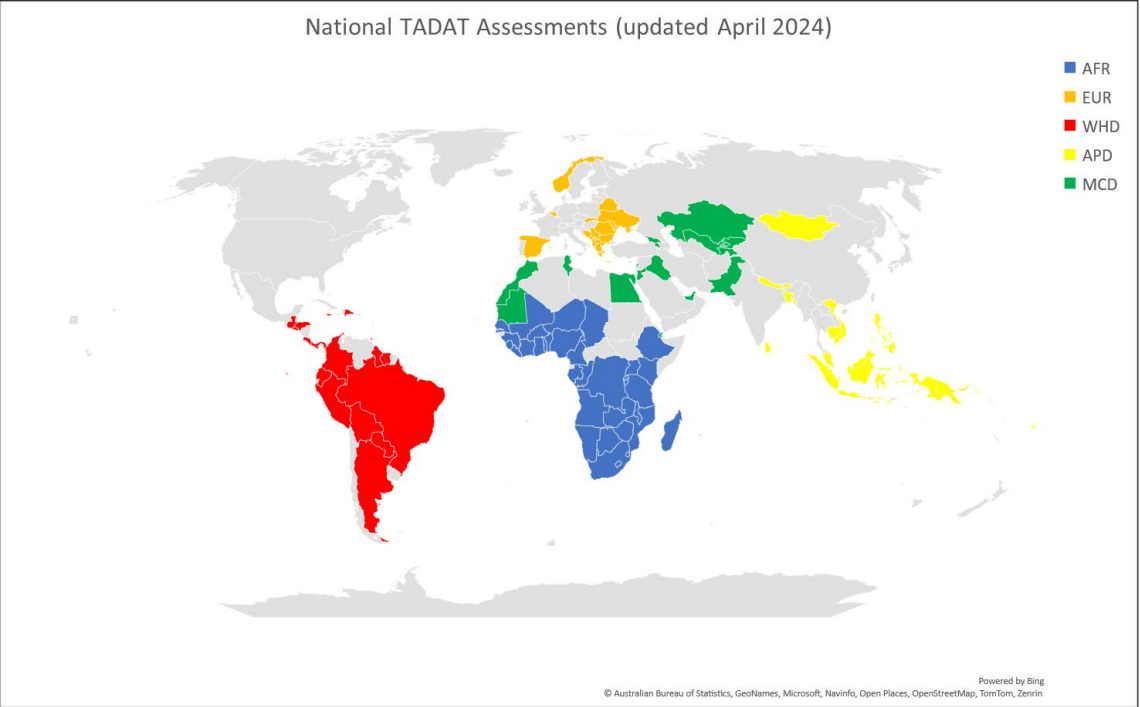 National TADAT Assessments (updated April 2024)
AFR
EUR
WHD
APD
MCD
Powered by Bing
© Australian Bureau of Statistics, GeoNames, Microsoft, Navinfo, Open Places, OpenStreetMap, TomTom, Zenrin